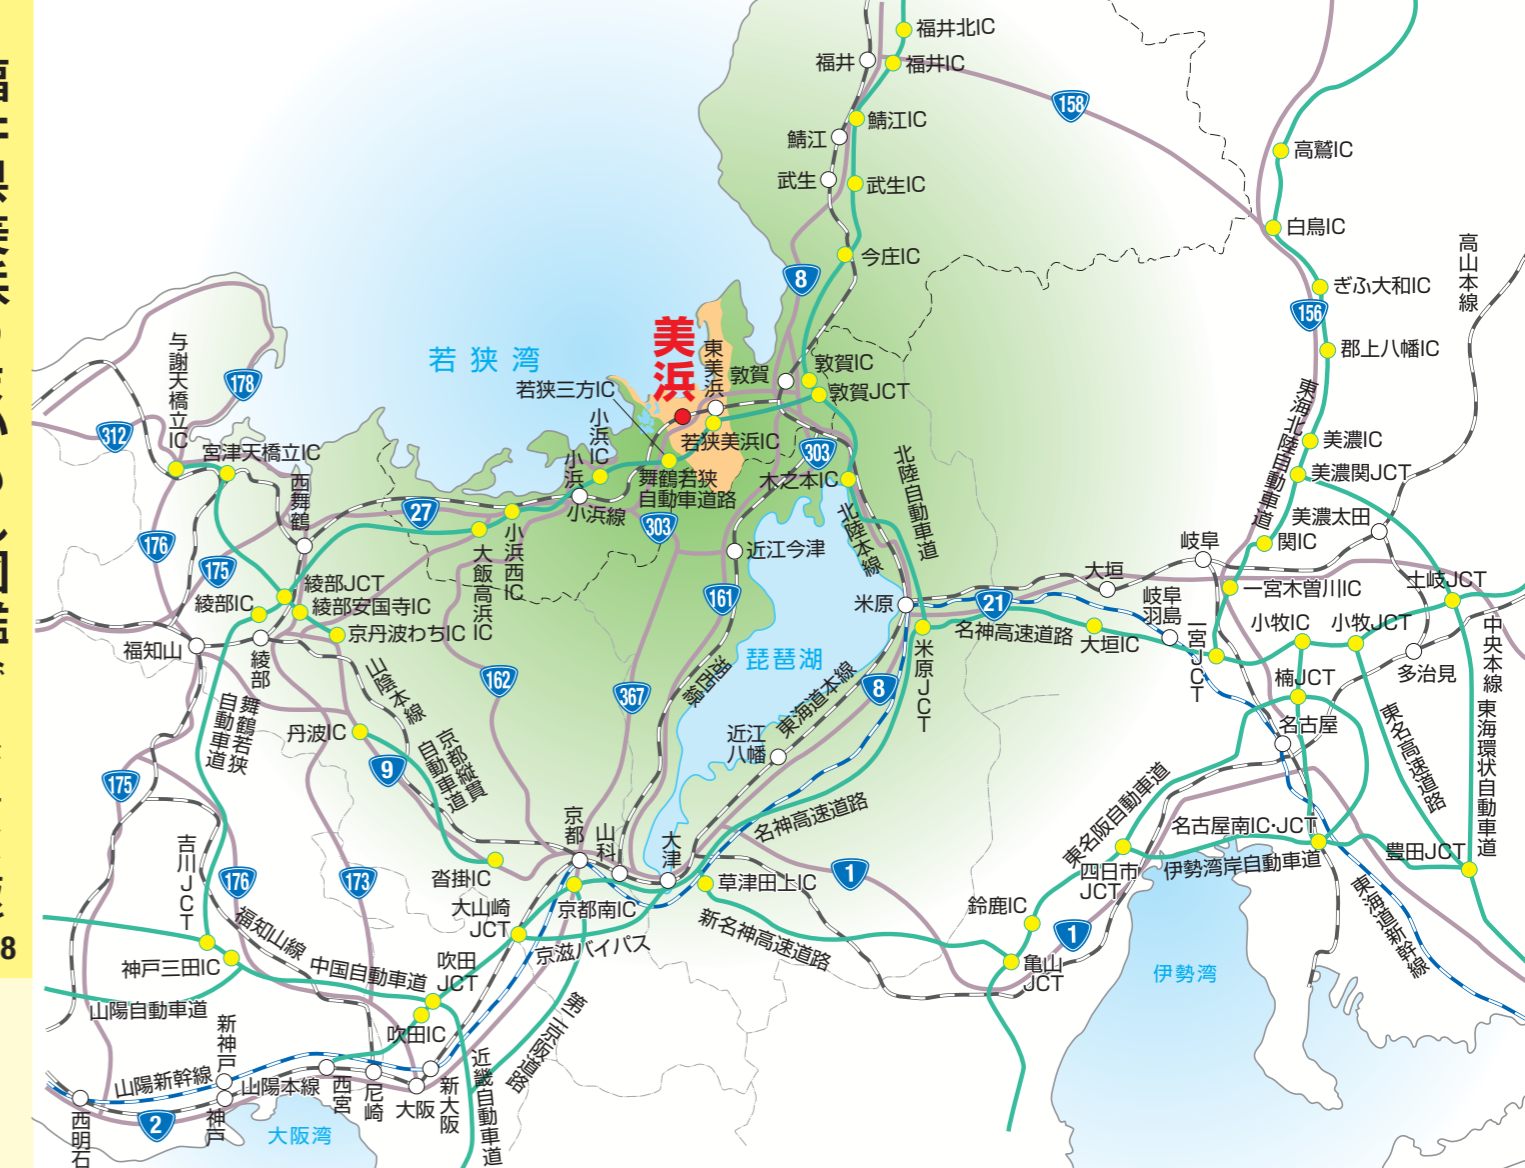 福井北IC
福井
福井IC
158
鯖江IC
鯖江
高鷲IC
武生
武生IC
白鳥IC
高山本線
今庄IC
8
ぎふ大和IC
156
美浜
与謝天橋立IC
東美浜
若狭湾
郡上八幡IC
敦賀IC
敦賀
178
若狭三方IC
敦賀JCT
東海北陸自動車道
小浜IC
312
若狭美浜IC
美濃IC
宮津天橋立IC
303
北陸自動車道
小浜
舞鶴若狭
自動車道路
木之本IC
美濃関JCT
西舞鶴
27
小浜線
303
北陸本線
美濃太田
176
小浜西IC
大飯高浜IC
近江今津
関IC
岐阜
175
大垣
綾部JCT
161
米原
21
岐阜羽島
一宮木曽川IC
土岐JCT
綾部IC
綾部安国寺IC
京丹波わちIC
名神高速道路
大垣IC
一宮JCT
小牧IC
小牧JCT
中央本線
福知山
綾部
山陰本線
162
367
湖西線
琵琶湖
8
米原JCT
多治見
楠JCT
舞鶴若狭
自動車道
丹波IC
京都縦貫
自動車道
近江
八幡
東海道本線
名古屋
東名高速道路
東海環状自動車道
9
175
名神高速道路
東名阪自動車道
吉川JCT
京都
山科
大津
名古屋南IC・JCT
豊田JCT
伊勢湾岸自動車道
四日市
JCT
176
173
沓掛IC
草津田上IC
1
東海道新幹線
福知山線
大山崎
JCT
京都南IC
新名神高速道路
鈴鹿IC
1
京滋バイパス
神戸三田IC
中国自動車道
吹田
JCT
亀山
JCT
伊勢湾
山陽自動車道
吹田IC
第二京阪道路
新神戸
山陽新幹線
山陽本線
西宮
尼崎
大阪
新大阪
近畿自動車道
西明石
2
神戸
大阪湾
8